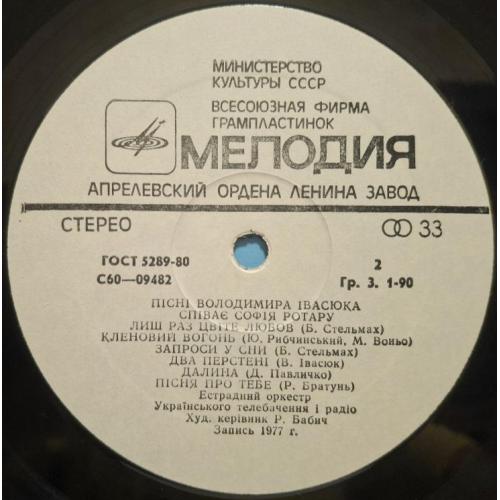 МИНИСТЕРСТВО
КУЛЬТУРЫ СССР
ВСЕСОЮЗНАЯ ФИРМА
ГРАМПЛАСТИНОК
МЕЛОДИЯ
АПРЕЛЕВСКИЙ ОРДЕНА ЛЕНИНА ЗАВОД
СТЕРЕО 33
ГОСТ 5289-80 2
С60—09482 Гр. 3. 1-90
ПІСНІ ВОЛОДИМИРА ІВАСЮКА
СПІВАЄ СОФІЯ РОТАРУ
ЛИШ РАЗ ЦВІТЕ ЛЮБОВ (Б. Стельмах)
КЛЕНОВИЙ ВОГОНЬ (Ю. Рибчинський, М. Воньо)
ЗАПРОСИ У СНИ (Б. Стельмах)
ДВА ПЕРСТЕНІ (В. Івасюк)
ДАЛИНА (Д. Павличко)
ПІСНЯ ПРО ТЕБЕ (Р. Братунь)
Естрадний оркестр
Українського телебачення і радіо
Худ. керівник Р. Бабич
Запись 1977 г.